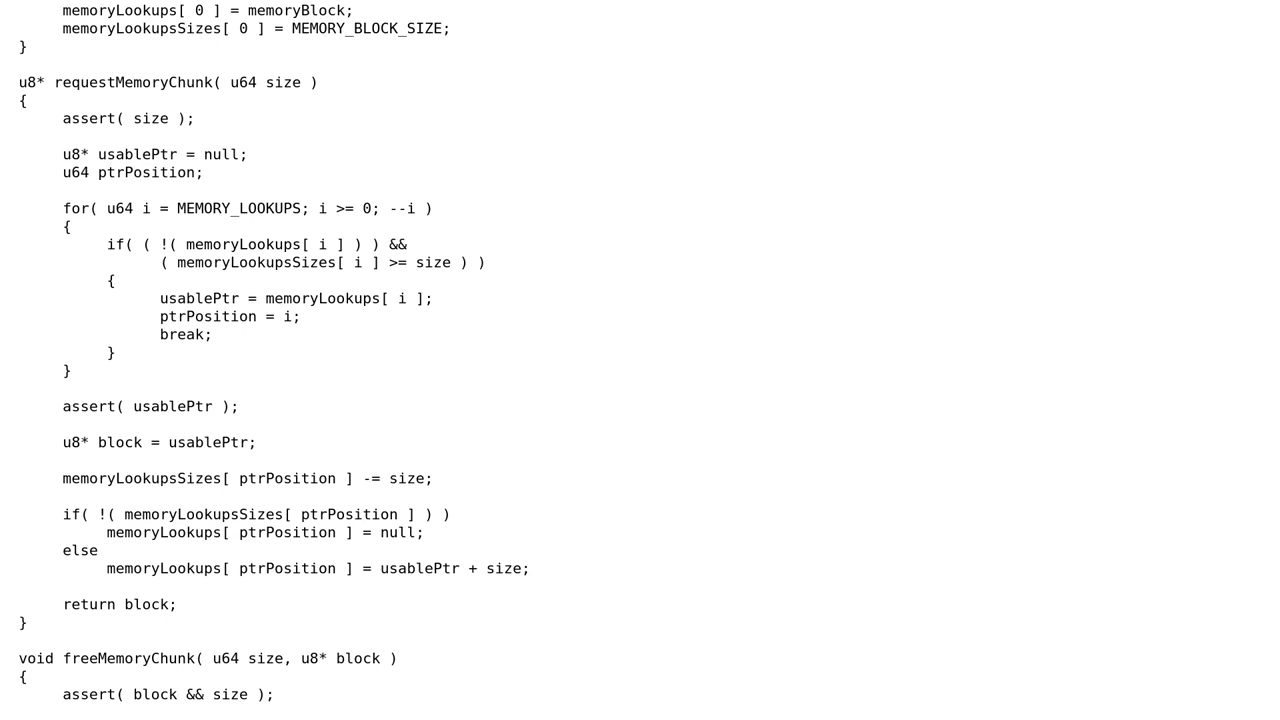 memoryLookups[ 0 ] = memoryBlock;
memoryLookupsSizes[ 0 ] = MEMORY_BLOCK_SIZE;
}
u8* requestMemoryChunk( u64 size )
{
assert( size );
u8* usablePtr = null;
u64 ptrPosition;
for( u64 i = MEMORY_LOOKUPS; i >= 0; --i )
{
if( ( !( memoryLookups[ i ] ) ) &&
( memoryLookupsSizes[ i ] >= size ) )
{
usablePtr = memoryLookups[ i ];
ptrPosition = i;
break;
}
}
assert( usablePtr );
u8* block = usablePtr;
memoryLookupsSizes[ ptrPosition ] -= size;
if( !( memoryLookupsSizes[ ptrPosition ] ) )
memoryLookups[ ptrPosition ] = null;
else
memoryLookups[ ptrPosition ] = usablePtr + size;
return block;
}
void freeMemoryChunk( u64 size, u8* block )
{
assert( block && size );